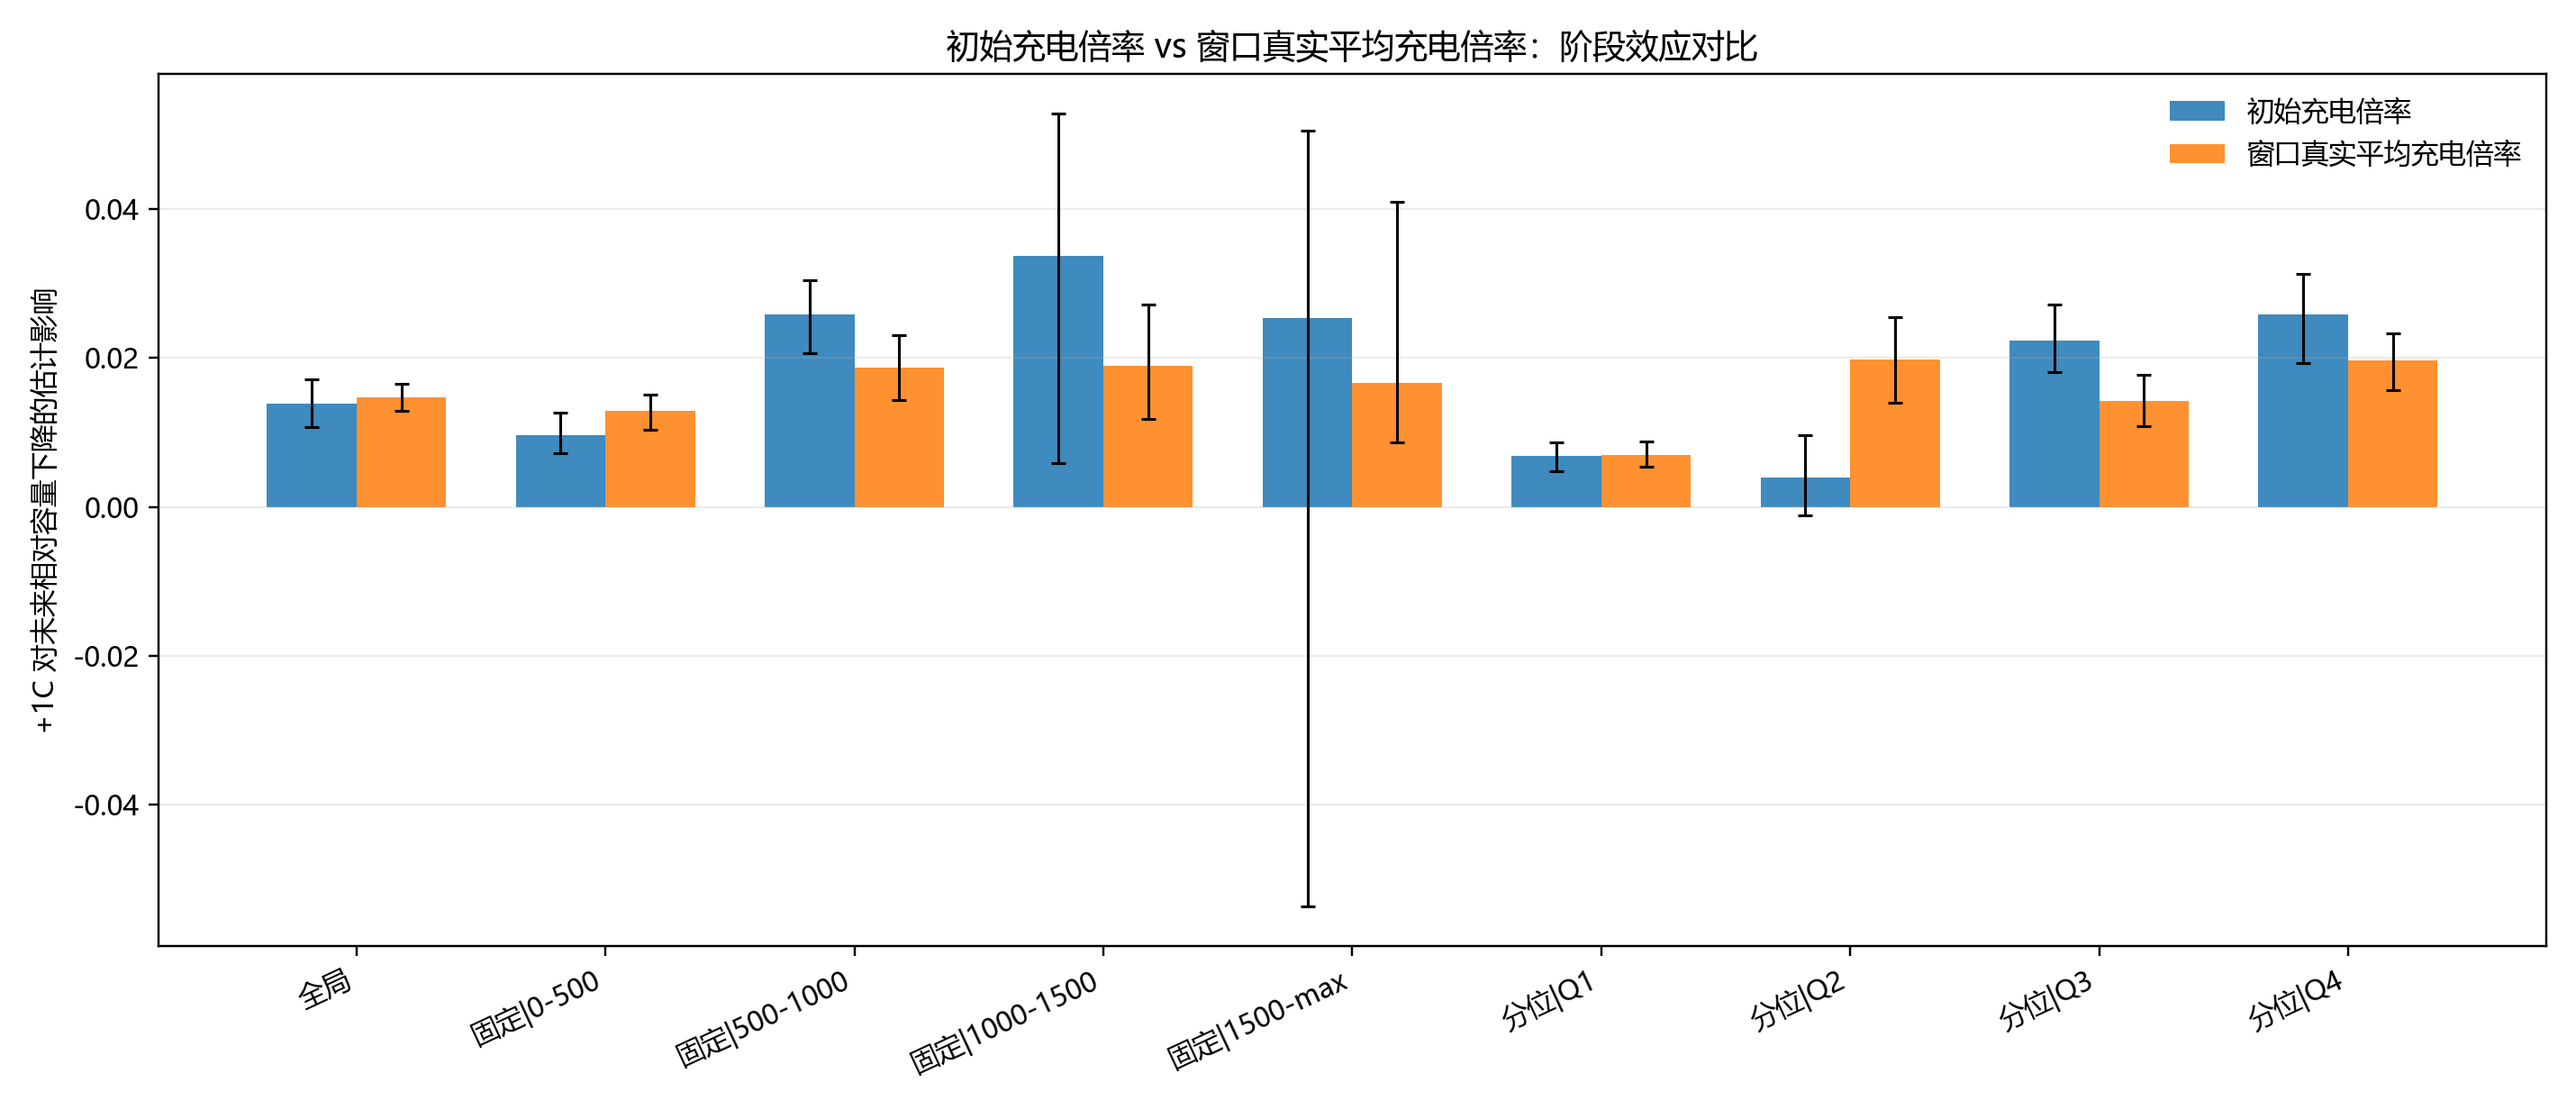 初始充电倍率 vs 窗口真实平均充电倍率：阶段效应对比
初始充电倍率
窗口真实平均充电倍率
+1C 对未来相对容量下降的估计影响
0.04
0.02
0.00
-0.02
-0.04
全局
固定|0-500
固定|500-1000
固定|1000-1500
固定|1500-max
分位|Q1
分位|Q2
分位|Q3
分位|Q4